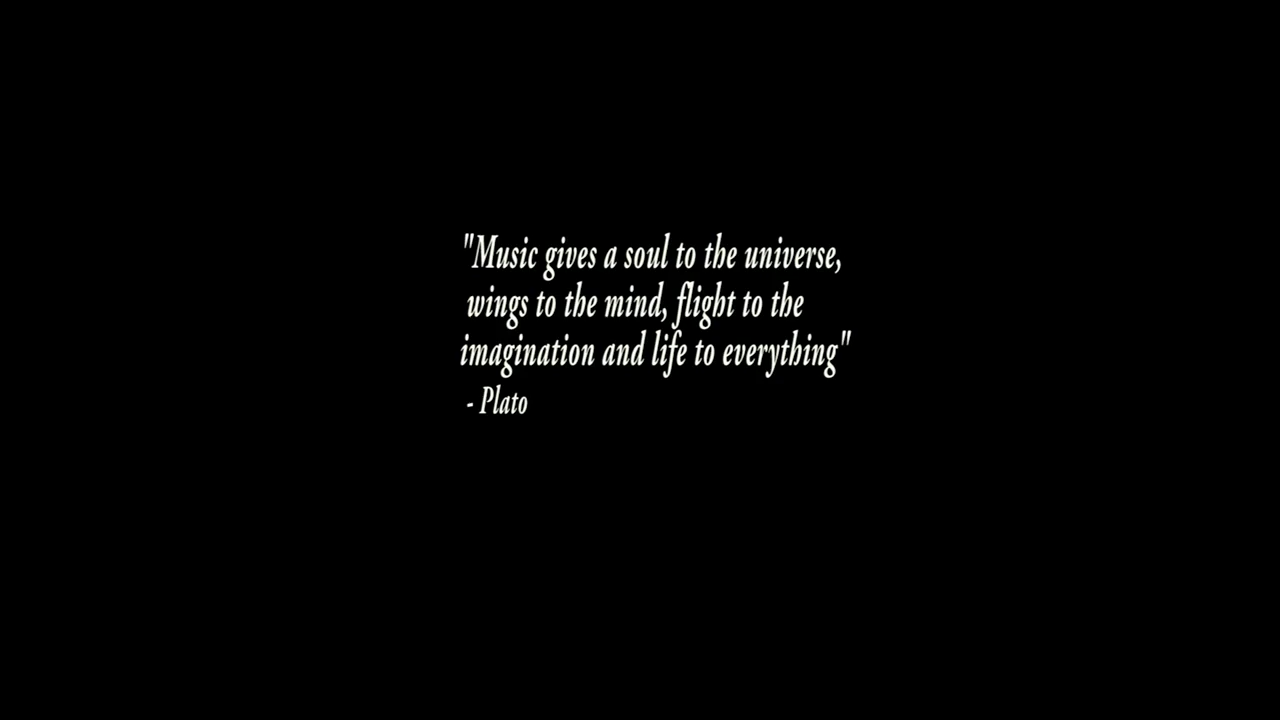 "Music gives a soul to the universe,
wings to the mind, flight to the
imagination and life to everything"
- Plato